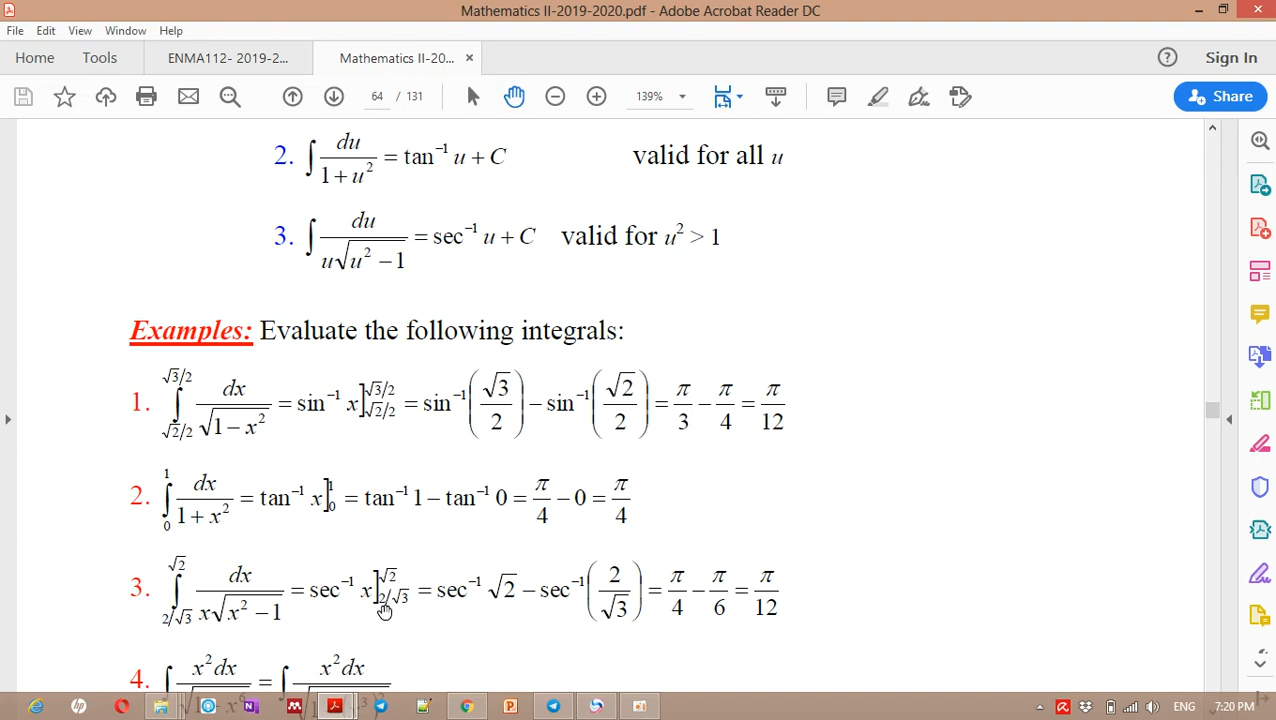 Mathematics II-2019-2020.pdf - Adobe Acrobat Reader DC
File Edit View Window Help
Home Tools ENMA112- 2019-2... Mathematics II-20... × Sign In
64 / 131 139% Share
2. ∫ du / (1 + u²) = tan⁻¹ u + C valid for all u
3. ∫ du / (u√(u² − 1)) = sec⁻¹ u + C valid for u² > 1
Examples: Evaluate the following integrals:
1. ∫_{√2/2}^{√3/2} dx / √(1 − x²) = sin⁻¹ x]_{√2/2}^{√3/2} = sin⁻¹(√3/2) − sin⁻¹(√2/2) = π/3 − π/4 = π/12
2. ∫_0^1 dx / (1 + x²) = tan⁻¹ x]_0^1 = tan⁻¹ 1 − tan⁻¹ 0 = π/4 − 0 = π/4
3. ∫_{2/√3}^{√2} dx / (x√(x² − 1)) = sec⁻¹ x]_{2/√3}^{√2} = sec⁻¹ √2 − sec⁻¹(2/√3) = π/4 − π/6 = π/12
4. ∫ x² dx = ∫ x² dx
ENG 7:20 PM